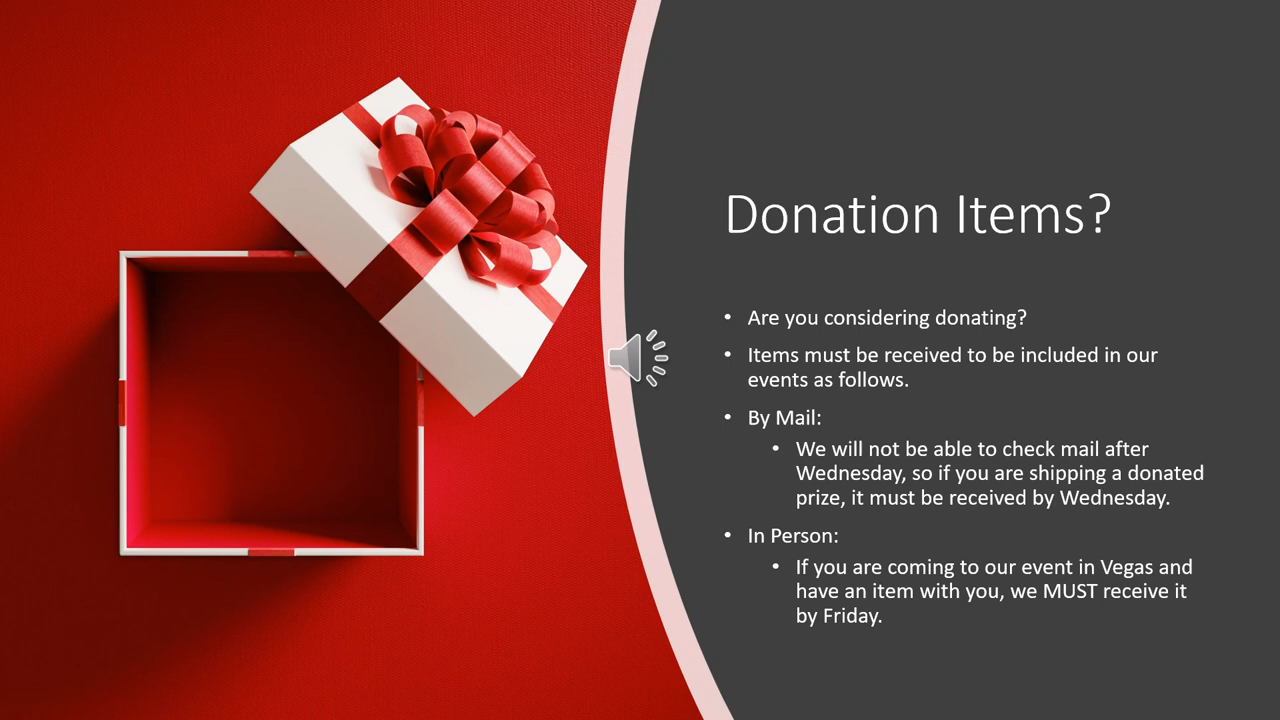 Donation Items?
• Are you considering donating?
• Items must be received to be included in our
events as follows.
• By Mail:
• We will not be able to check mail after
Wednesday, so if you are shipping a donated
prize, it must be received by Wednesday.
• In Person:
• If you are coming to our event in Vegas and
have an item with you, we MUST receive it
by Friday.